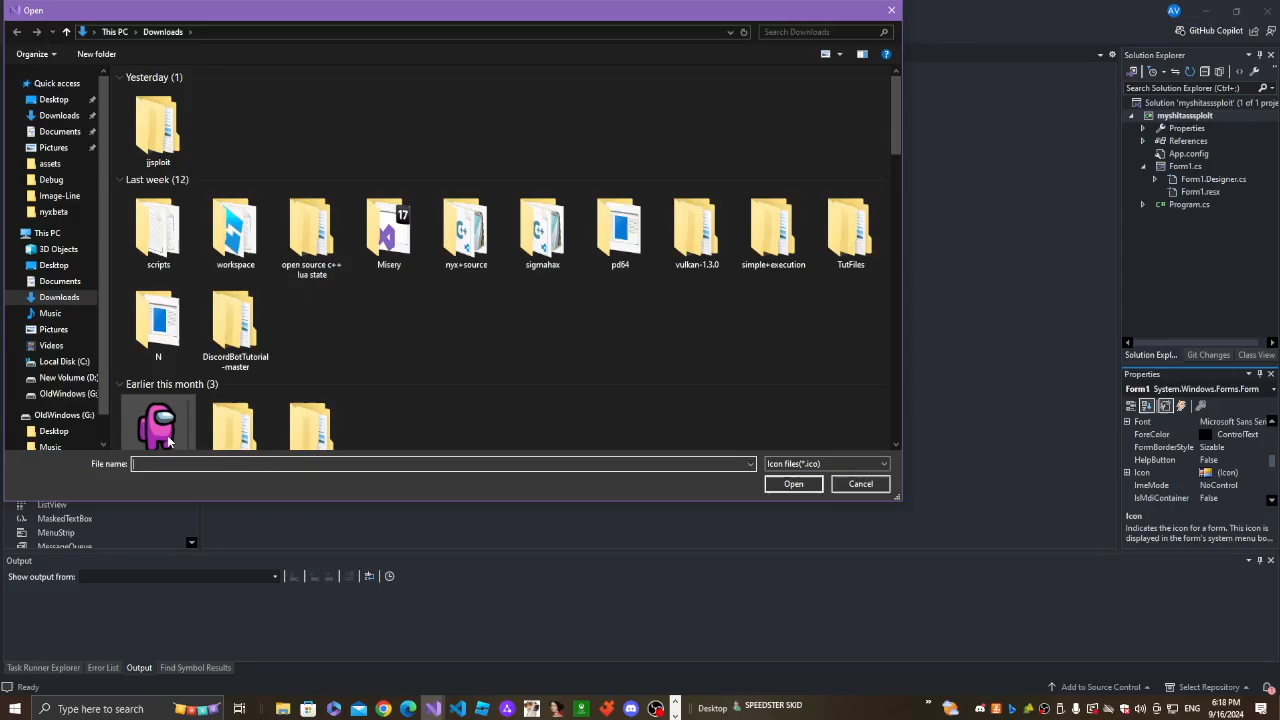 Open
AV
This PC
Downloads
Search Downloads
GitHub Copilot
Organize
New folder
Solution Explorer
Search Solution Explorer (Ctrl+;)
Yesterday (1)
jjsploit
Last week (12)
17
scripts
workspace
open source c++ lua state
Misery
nyx+source
sigmahax
pd64
vulkan-1.3.0
simple+execution
TutFiles
N
DiscordBotTutorial-master
Earlier this month (3)
Quick access
Desktop
Downloads
Documents
Pictures
assets
Debug
Image-Line
nyxbeta
This PC
3D Objects
Desktop
Documents
Downloads
Music
Pictures
Videos
Local Disk (C:)
New Volume (D:
OldWindows (G:
OldWindows (G:)
Desktop
Music
File name:
Icon files(*.ico)
Open
Cancel
Solution 'myshitasssploit' (1 of 1 proje
myshitasssploit
Properties
References
App.config
Form1.cs
Form1.Designer.cs
Form1.resx
Program.cs
Solution Expl...
Git Changes
Class View
Properties
Form1 System.Windows.Forms.Form
Font Microsoft Sans Ser
ForeColor ControlText
FormBorderStyle Sizable
HelpButton False
Icon (Icon)
ImeMode NoControl
IsMdiContainer False
Icon
Indicates the icon for a form. This icon is
displayed in the form's system menu bo...
ListView
MaskedTextBox
MenuStrip
MessageQueue
Output
Show output from:
Task Runner Explorer
Error List
Output
Find Symbol Results
Ready
Add to Source Control
Select Repository
Type here to search
Desktop
SPEEDSTER SKID
ENG
6:18 PM
9/16/2024